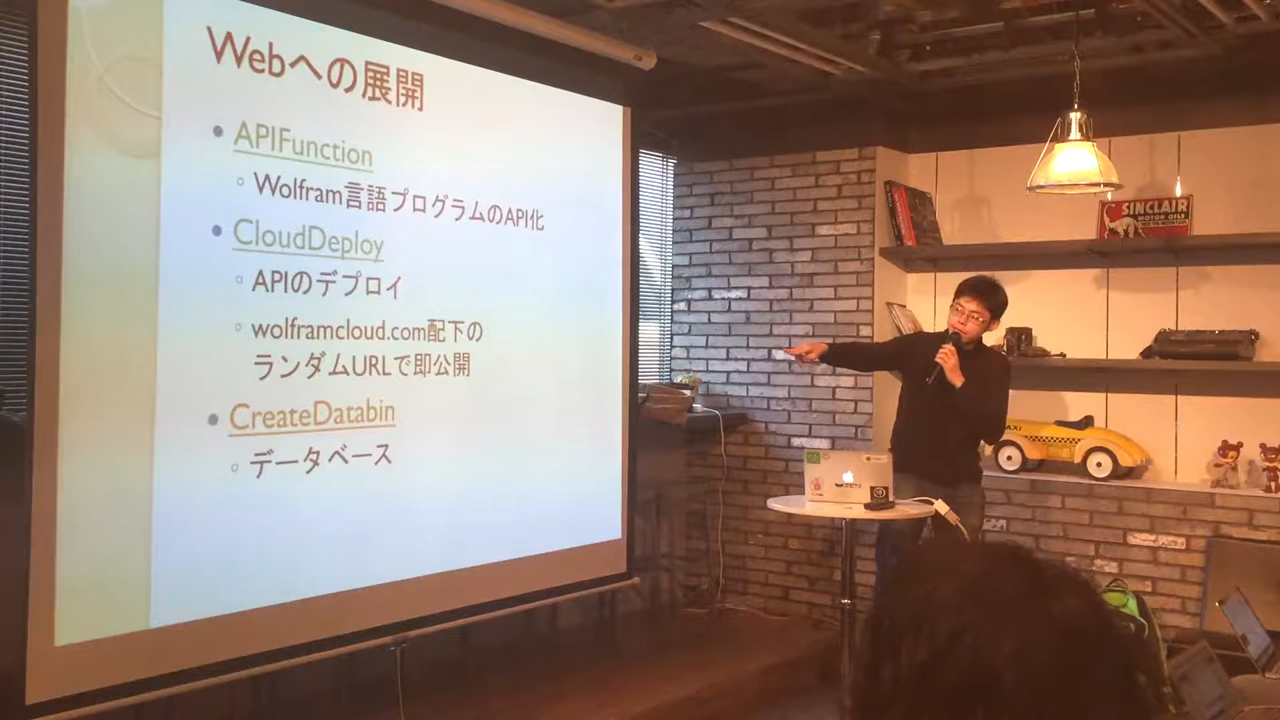 Webへの展開
• APIFunction
◦ Wolfram言語プログラムのAPI化
• CloudDeploy
◦ APIのデプロイ
◦ wolframcloud.com配下の
ランダムURLで即公開
• CreateDatabin
◦ データベース
SINCLAIR
MOTOR OILS
TAXI